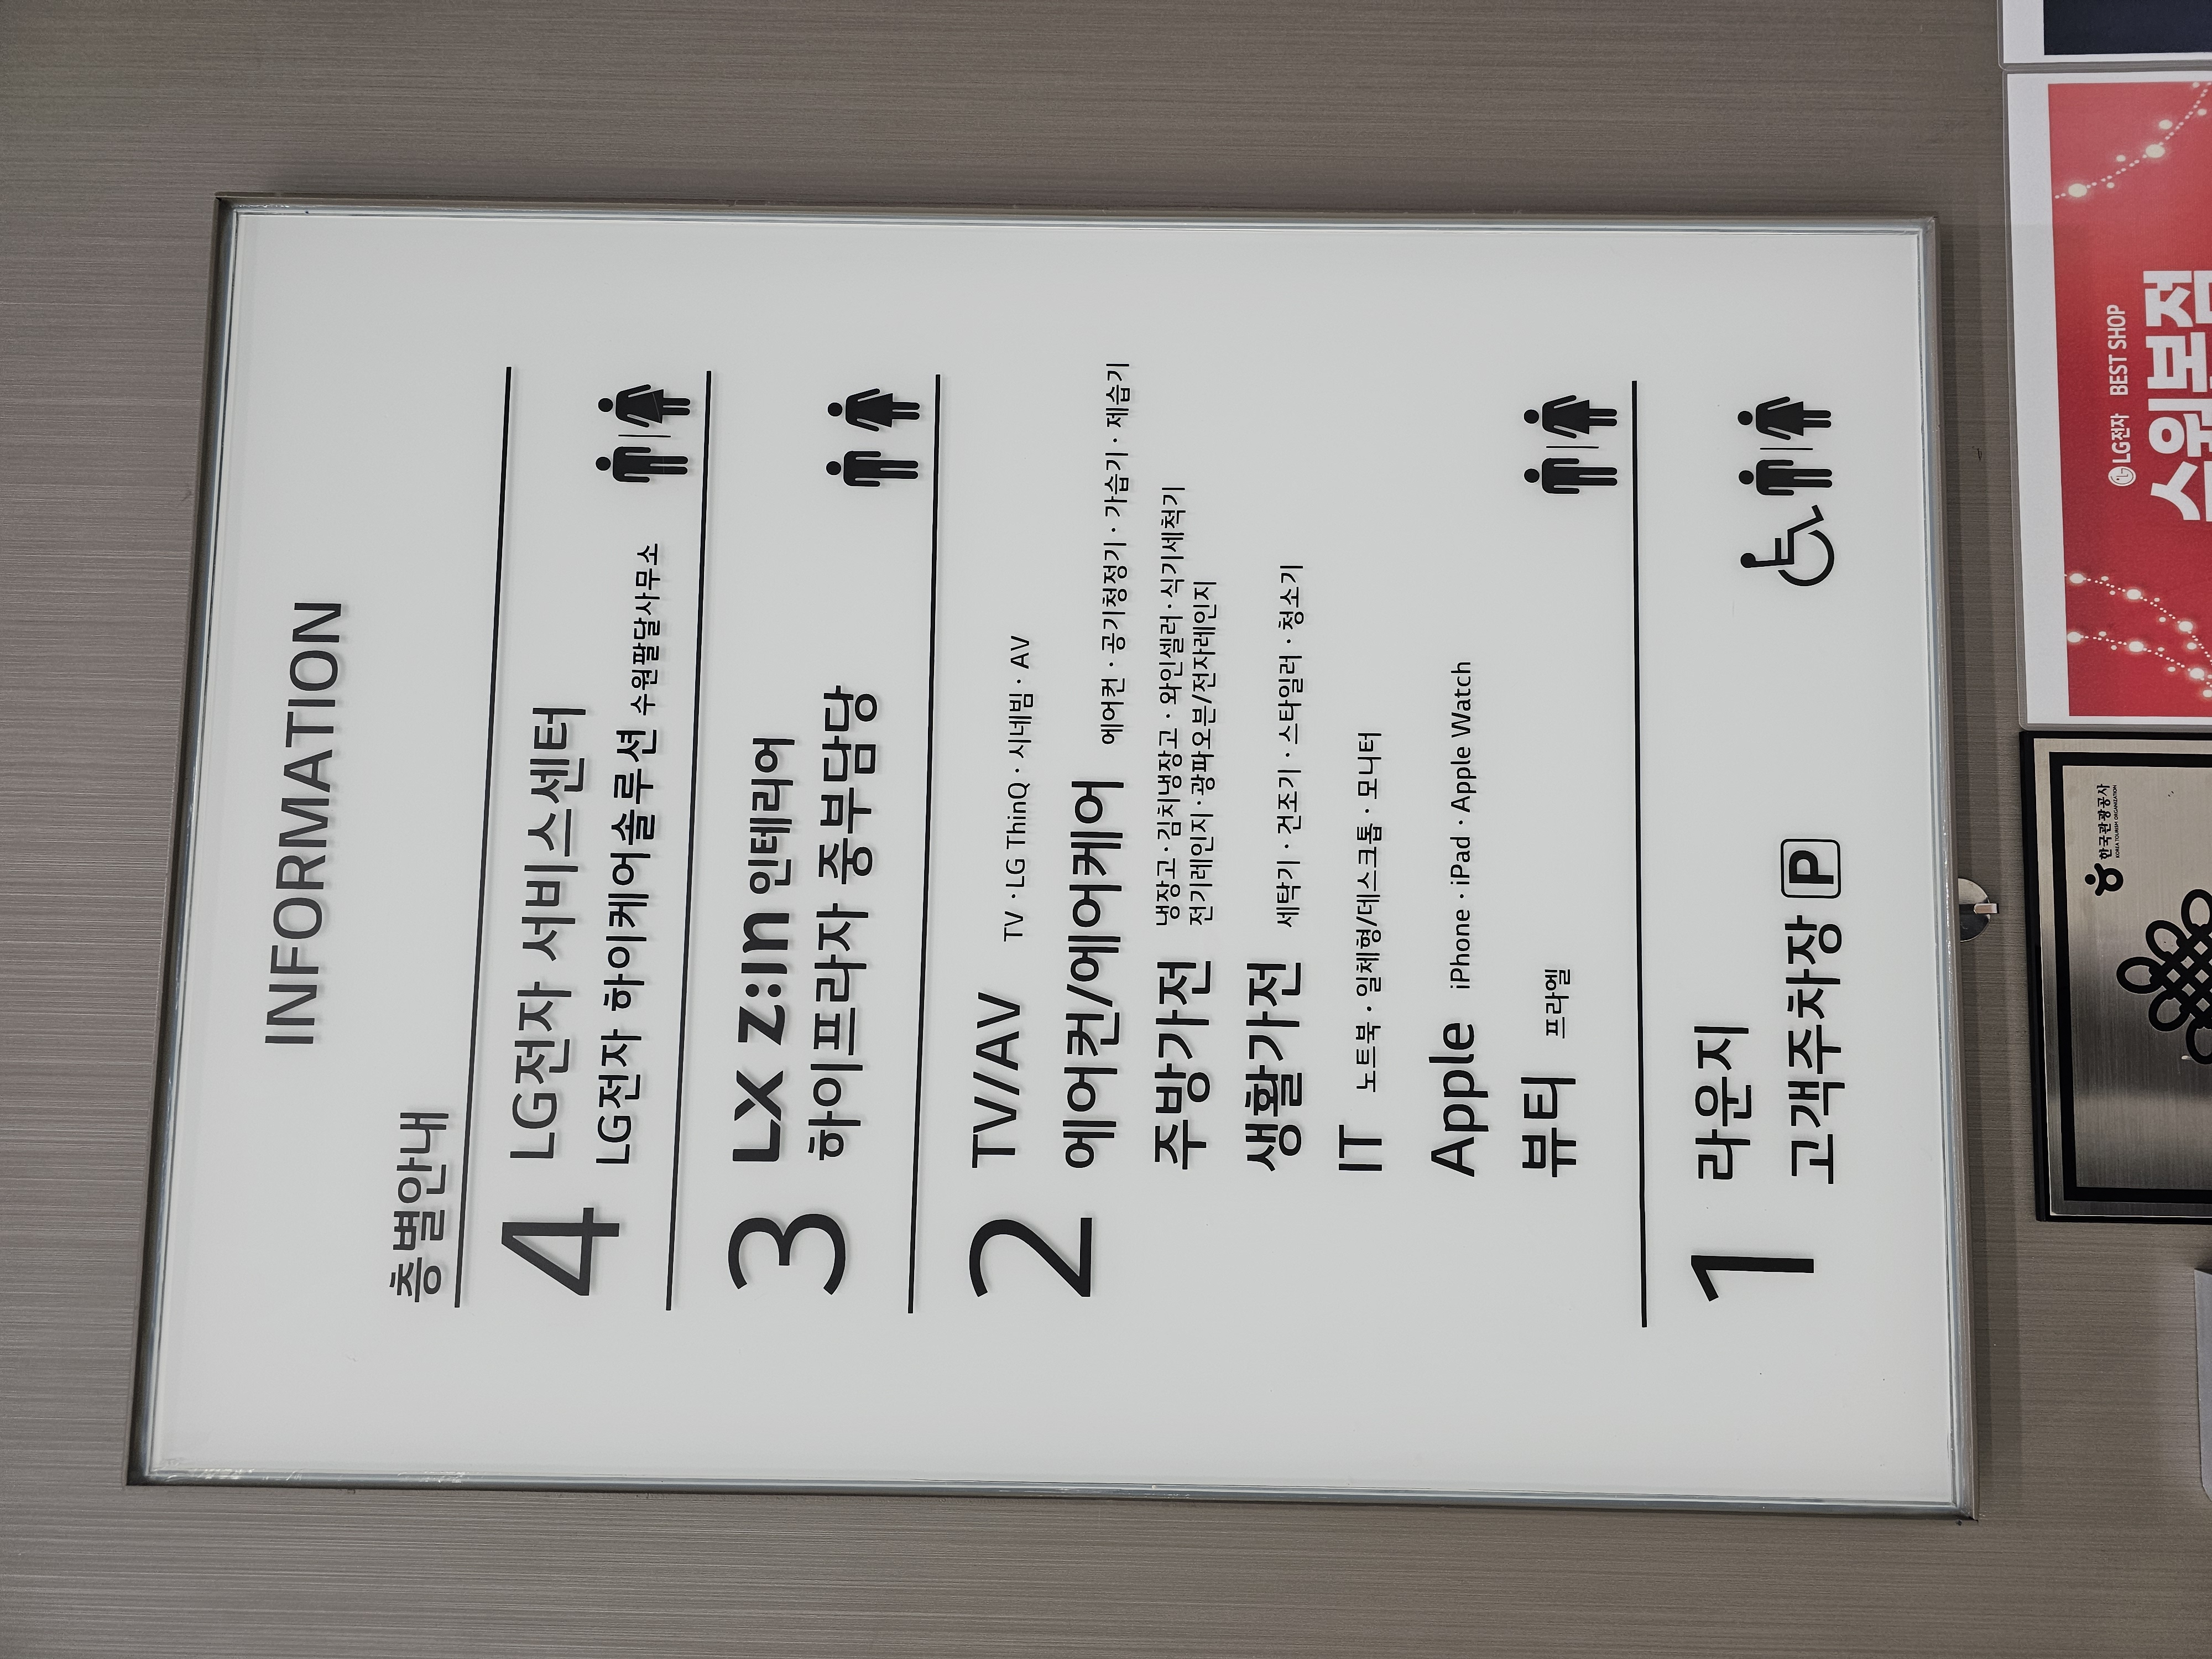 INFORMATION
층별안내
4 LG전자 서비스센터
LG전자 하이케어솔루션 수원팔달사무소
3 LX Z:IN 인테리어
하이프라자 중부담당
2 TV/AV TV · LG ThinQ · 시네빔 · AV
에어컨/에어케어 에어컨 · 공기청정기 · 가습기 · 제습기
주방가전 냉장고 · 김치냉장고 · 와인셀러 · 식기세척기
전기레인지 · 광파오븐/전자레인지
생활가전 세탁기 · 건조기 · 스타일러 · 청소기
IT 노트북 · 일체형/데스크톱 · 모니터
Apple iPhone · iPad · Apple Watch
뷰티 프라엘
1 라운지
고객주차장 P
LG전자 BEST SHOP
한국관광공사
KOREA TOURISM ORGANIZATION